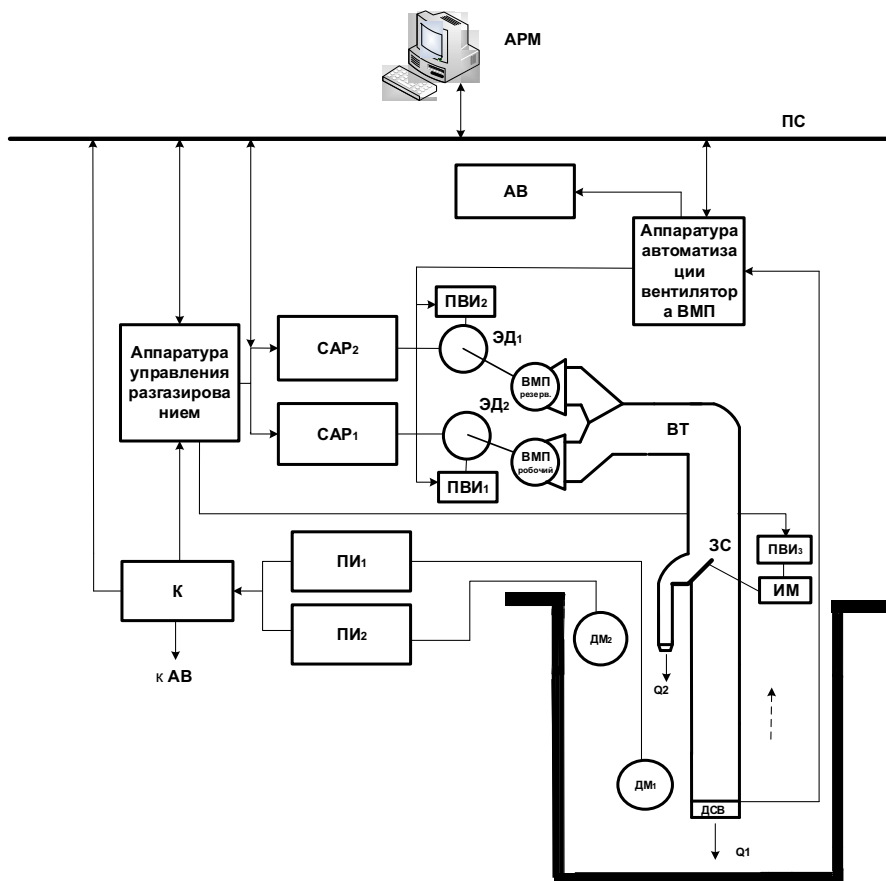 АРМ
ПС
АВ
Аппаратура
автоматиза
ции
вентилятор
а ВМП
ПВИ2
ЭД1
САР2
Аппаратура
управления
разгазирова
нием
ВМП
резерв.
ЭД2
САР1
ВТ
ВМП
робочий
ПВИ1
ЗС
ПВИ3
ПИ1
ИМ
К
ПИ2
ДМ2
к АВ
Q2
ДМ1
ДСВ
Q1